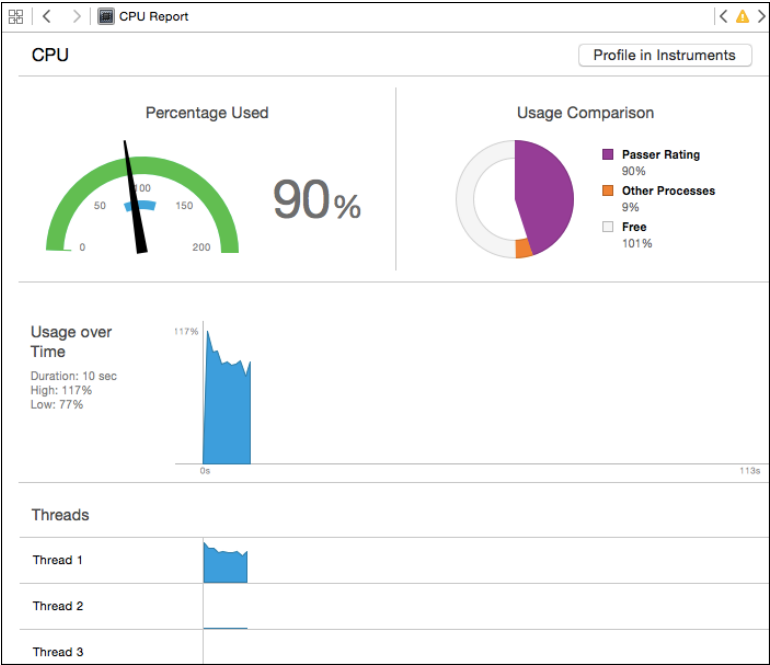 CPU Report
CPU
Profile in Instruments
Percentage Used
0
50
100
150
200
90%
Usage Comparison
Passer Rating
90%
Other Processes
9%
Free
101%
Usage over
Time
Duration: 10 sec
High: 117%
Low: 77%
117%
0s
113s
Threads
Thread 1
Thread 2
Thread 3